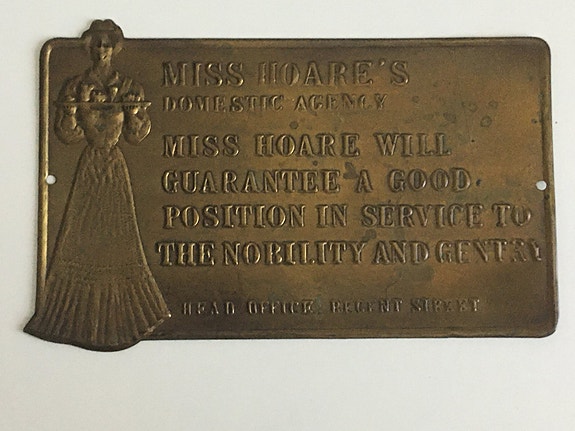 MISS HOARE'S
DOMESTIC AGENCY
MISS HOARE WILL
GUARANTEE A GOOD
POSITION IN SERVICE TO
THE NOBILITY AND GENTRY
HEAD OFFICE: REGENT STREET